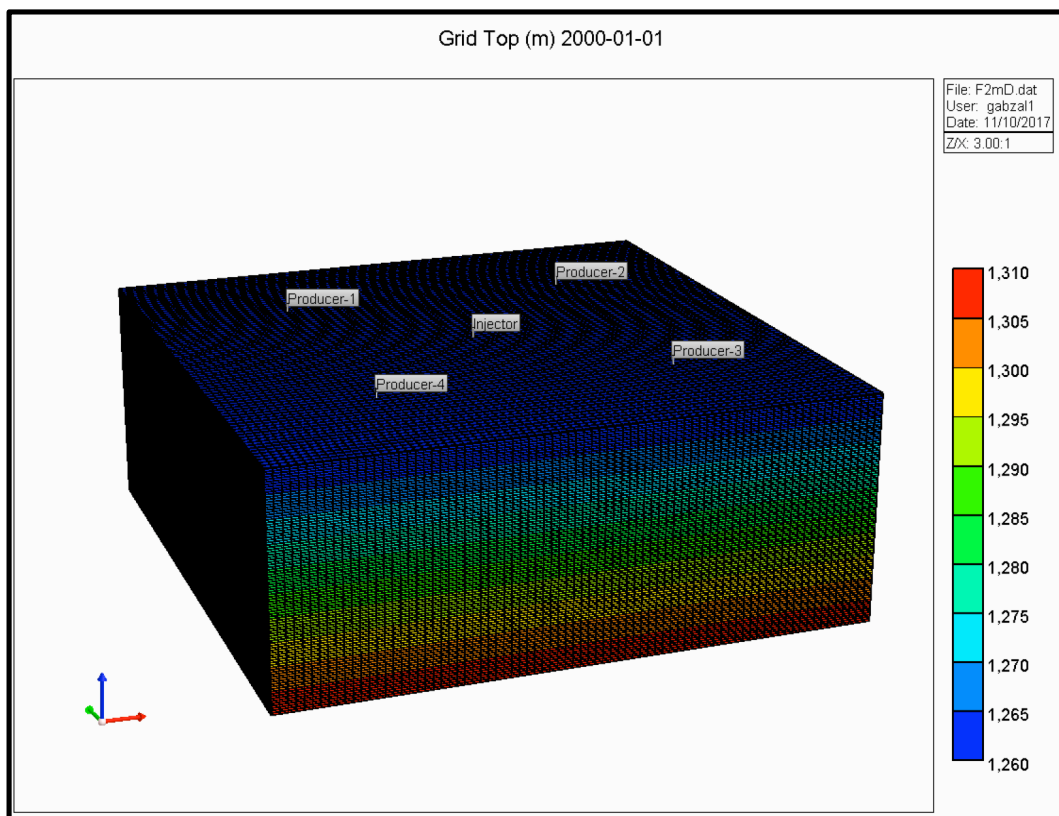 Grid Top (m) 2000-01-01
File: F2mD.dat
User: gabzal1
Date: 11/10/2017
Z/X: 3.00:1
Producer-2
Producer-1
Injector
Producer-3
Producer-4
1,310
1,305
1,300
1,295
1,290
1,285
1,280
1,275
1,270
1,265
1,260